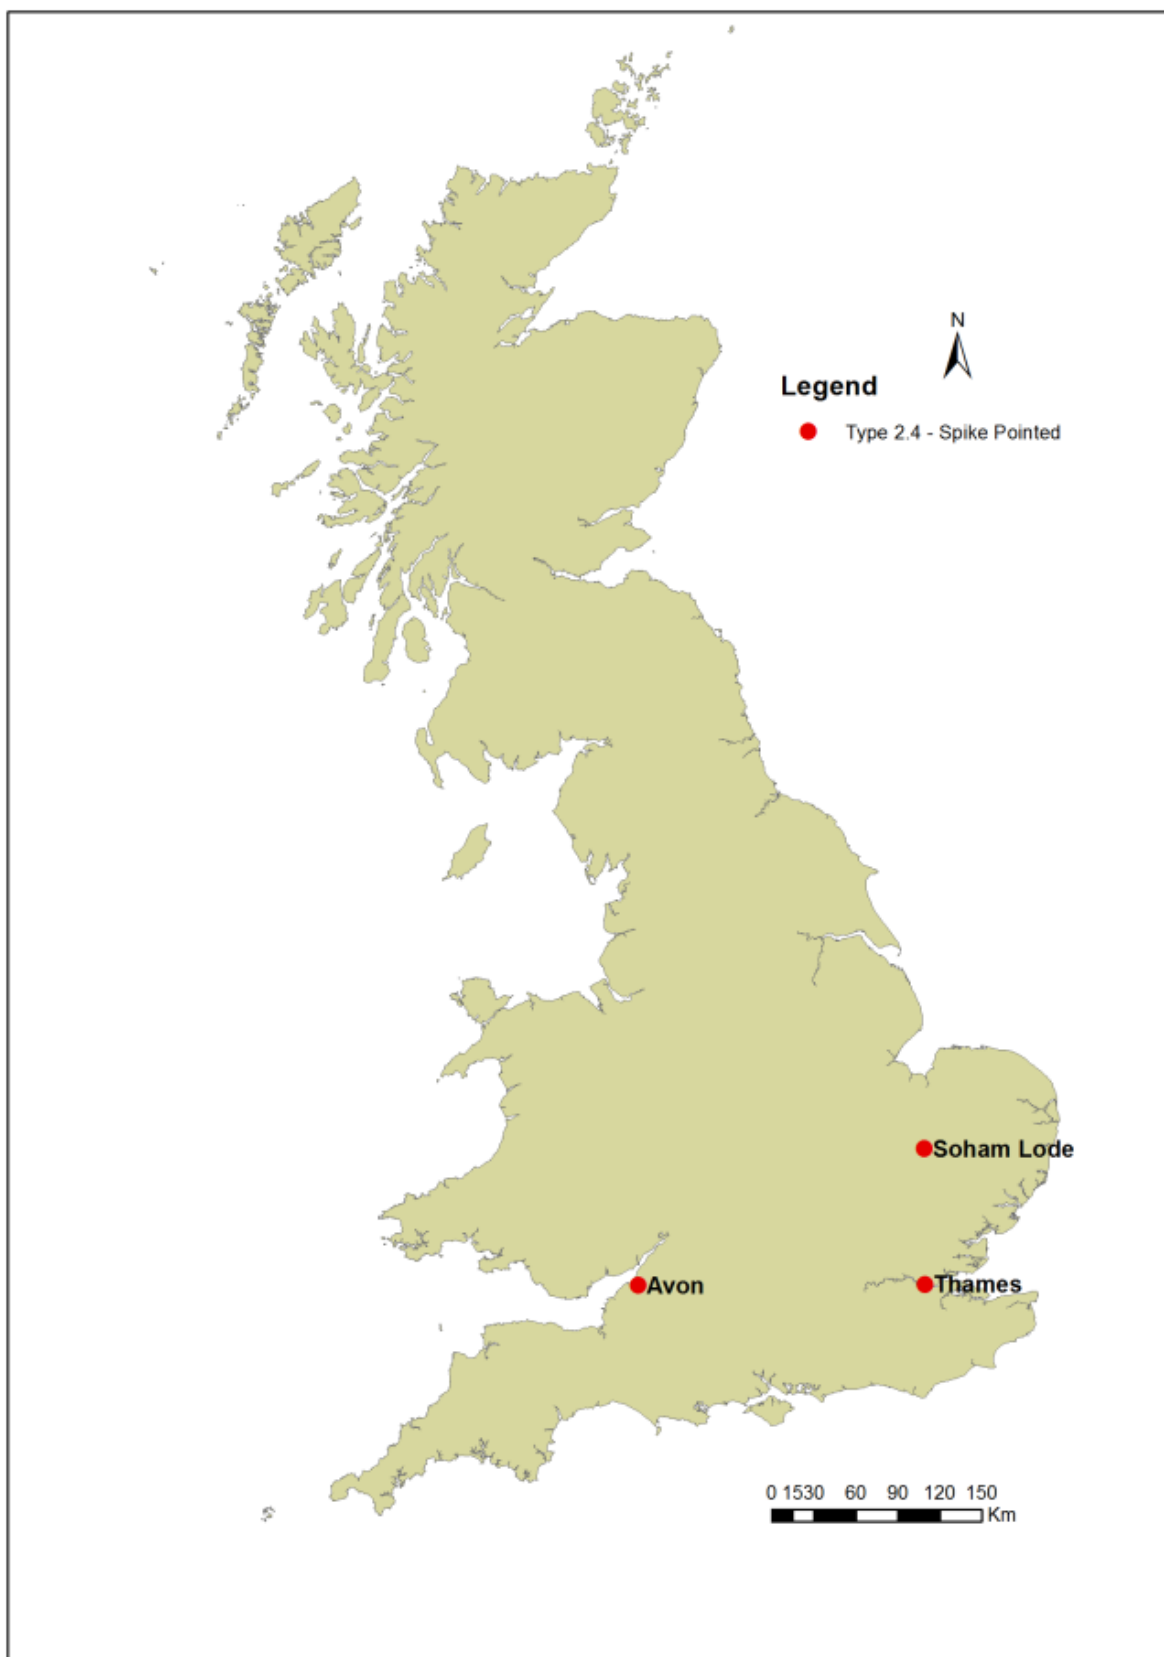 N
Legend
Type 2.4 - Spike Pointed
Soham Lode
Avon
Thames
0 1530 60 90 120 150
Km